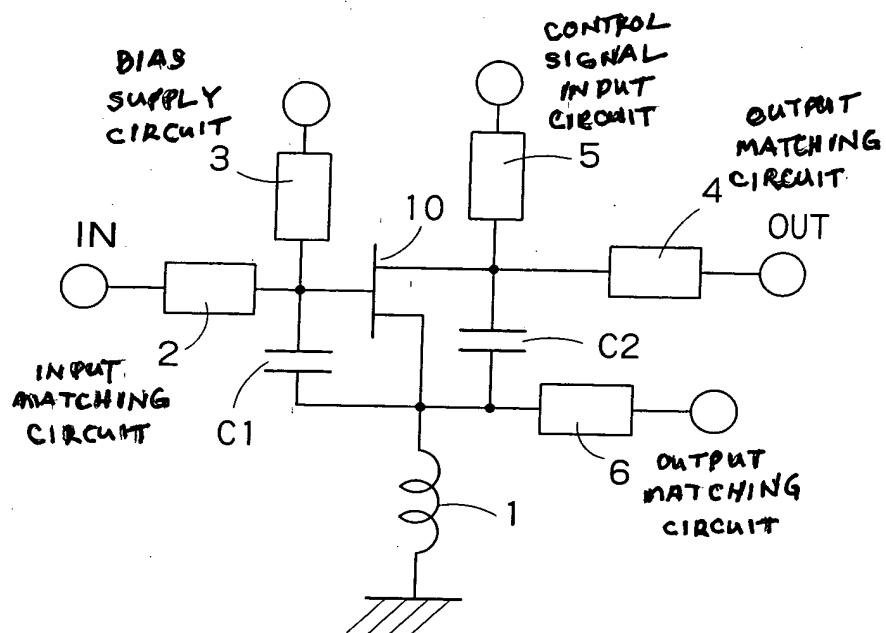 BIAS
SUPPLY
CIRCUIT
3
CONTROL
SIGNAL
INPUT
CIRCUIT
5
OUTPUT
MATCHING
CIRCUIT
4
10
IN
OUT
2
INPUT
MATCHING
CIRCUIT
C1
C2
6
OUTPUT
MATCHING
CIRCUIT
1